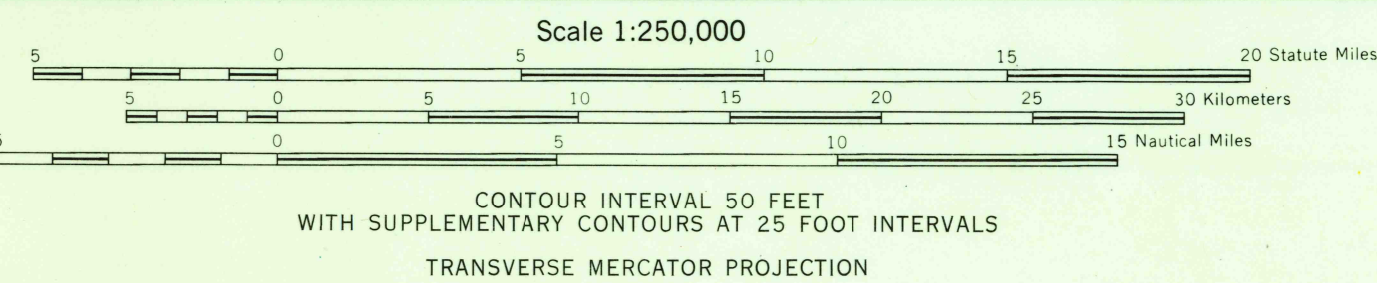 Scale 1:250,000
5 0 5 10 15 20 Statute Miles
5 0 5 10 15 20 25 30 Kilometers
0 5 10 15 Nautical Miles
CONTOUR INTERVAL 50 FEET
WITH SUPPLEMENTARY CONTOURS AT 25 FOOT INTERVALS
TRANSVERSE MERCATOR PROJECTION